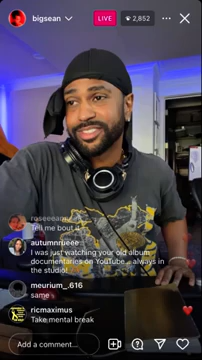 bigsean
LIVE
2,852
Tell me bout it
autumnrueee
I was just watching your old album
documentaries on YouTube .. always in
the studio!
meurium_.616
same
ricmaximus
Take mental break
Add a comment...